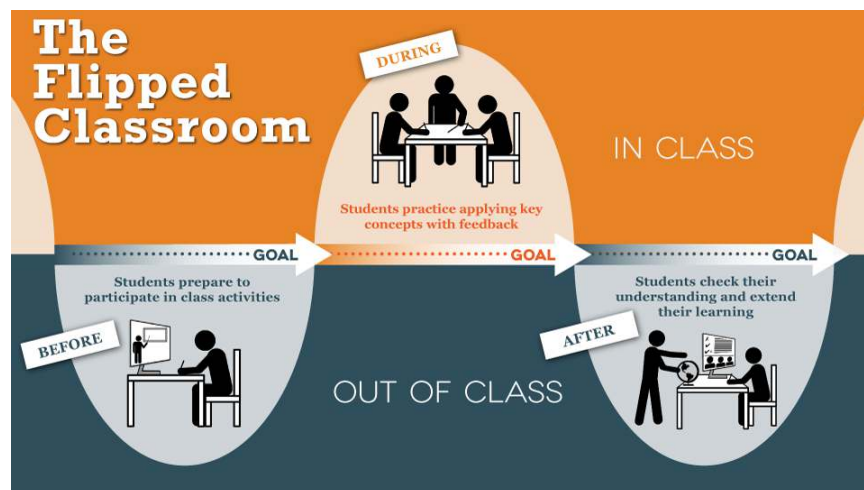 The
Flipped
Classroom
DURING
IN CLASS
Students practice applying key
concepts with feedback
GOAL
GOAL
GOAL
Students prepare to
participate in class activities
BEFORE
OUT OF CLASS
Students check their
understanding and extend
their learning
AFTER